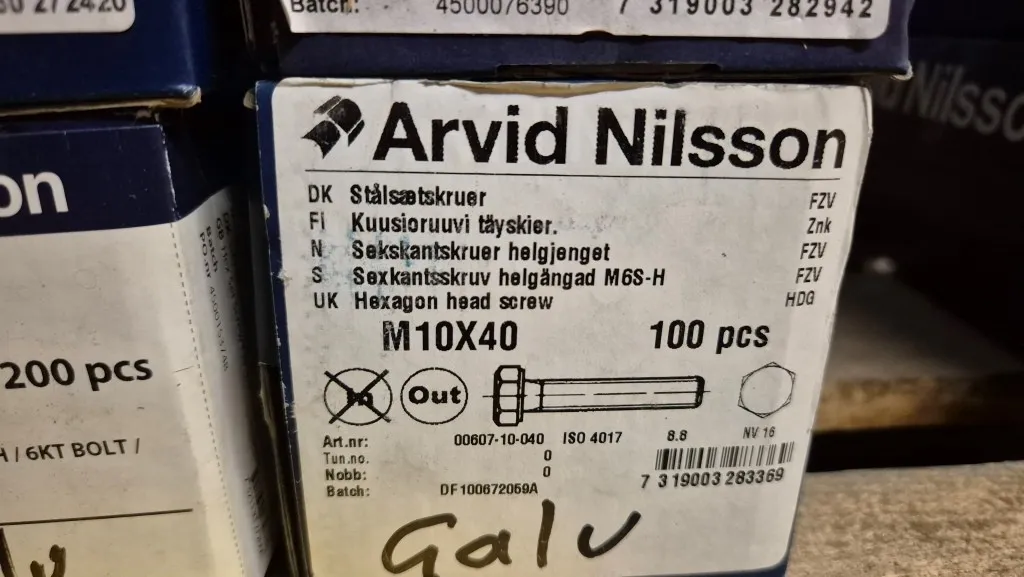 Batch: 4500076390 7 319003 282942
Arvid Nilsson
DK Stålsætskruer FZV
FI Kuusioruuvi täyskier. Znk
N Sekskantskruer helgjenget FZV
S Sexkantsskruv helgängad M6S-H FZV
UK Hexagon head screw HDG
M10X40 100 pcs
In Out
Art.nr: 00607-10-040 ISO 4017 8.8 NV 16
Tun.no. 0
Nobb: 0
Batch: DF100672059A 7 319003 283369
Galv
on
200 pcs
/ 6KT BOLT /
Nilsso